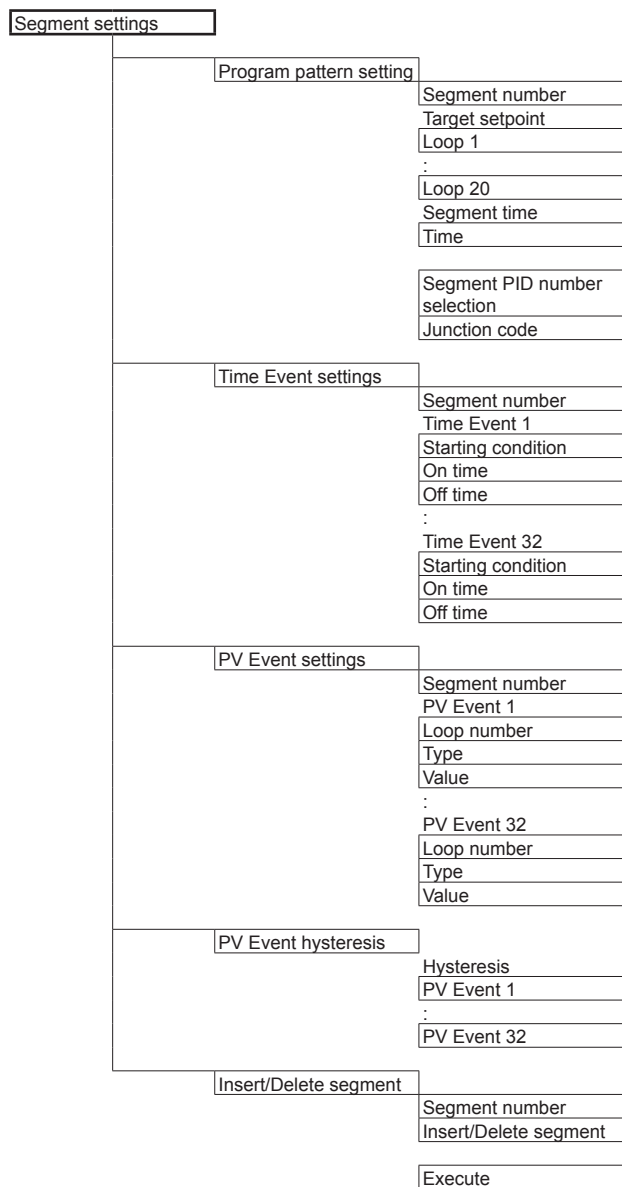 Segment settings
Program pattern setting
Segment number
Target setpoint
Loop 1
:
Loop 20
Segment time
Time
Segment PID number
selection
Junction code
Time Event settings
Segment number
Time Event 1
Starting condition
On time
Off time
:
Time Event 32
Starting condition
On time
Off time
PV Event settings
Segment number
PV Event 1
Loop number
Type
Value
:
PV Event 32
Loop number
Type
Value
PV Event hysteresis
Hysteresis
PV Event 1
:
PV Event 32
Insert/Delete segment
Segment number
Insert/Delete segment
Execute